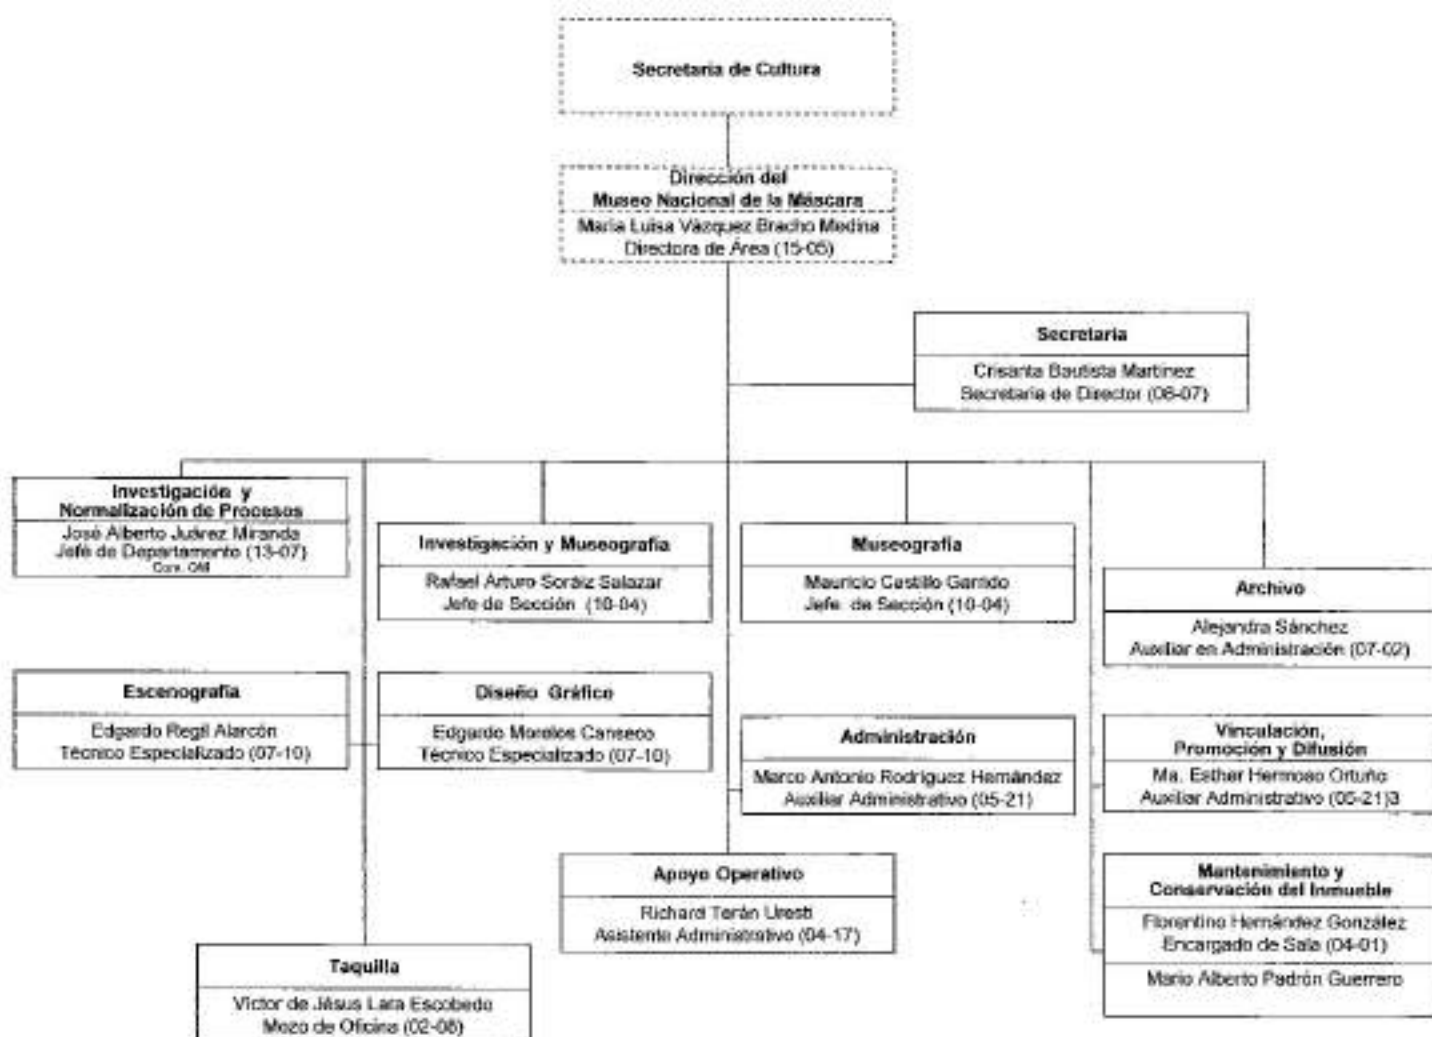 Secretaría de Cultura
Dirección del
Museo Nacional de la Máscara
María Luisa Vázquez Bracho Medina
Directora de Área (15-05)
Secretaria
Crisanta Bautista Martínez
Secretaria de Director (06-07)
Investigación y
Normalización de Procesos
José Alberto Juárez Miranda
Jefe de Departamento (13-07)
Investigación y Museografía
Rafael Arturo Soráiz Salazar
Jefe de Sección (10-04)
Museografía
Mauricio Castillo Garrido
Jefe de Sección (10-04)
Archivo
Alejandra Sánchez
Auxiliar en Administración (07-02)
Escenografía
Edgardo Regil Alarcón
Técnico Especializado (07-10)
Diseño Gráfico
Edgardo Morelos Canseco
Técnico Especializado (07-10)
Administración
Marco Antonio Rodríguez Hernández
Auxiliar Administrativo (05-21)
Vinculación,
Promoción y Difusión
Ma. Esther Hermoso Ortuño
Auxiliar Administrativo (05-21)3
Apoyo Operativo
Richard Terán Uresti
Asistente Administrativo (04-17)
Mantenimiento y
Conservación del Inmueble
Florentino Hernández González
Encargado de Sala (04-01)
Mario Alberto Padrón Guerrero
Taquilla
Víctor de Jésus Lara Escobedo
Mozo de Oficina (02-08)